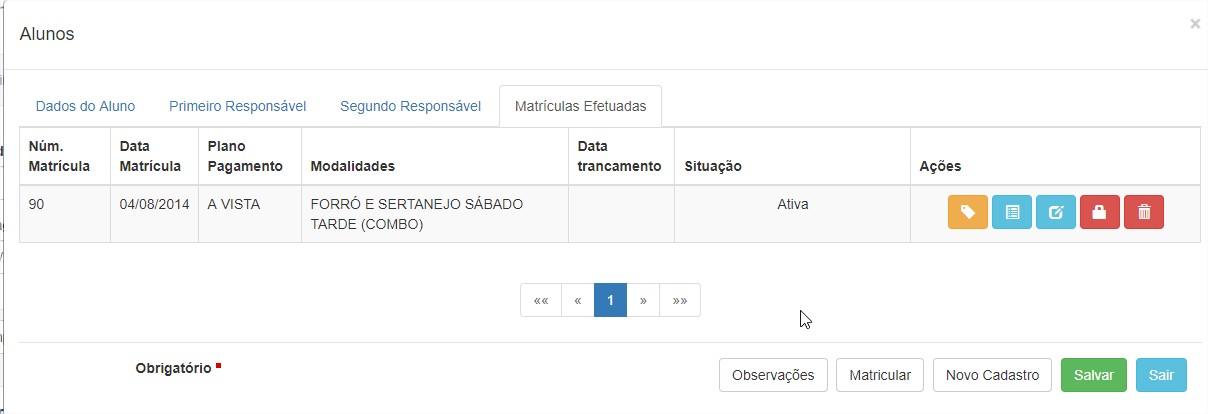 Alunos ×
Dados do Aluno Primeiro Responsável Segundo Responsável Matrículas Efetuadas
Núm. Matrícula Data Matrícula Plano Pagamento Modalidades Data trancamento Situação Ações
90 04/08/2014 A VISTA FORRÓ E SERTANEJO SÁBADO Ativa
TARDE (COMBO)
«« « 1 » »»
Obrigatório Observações Matricular Novo Cadastro Salvar Sair